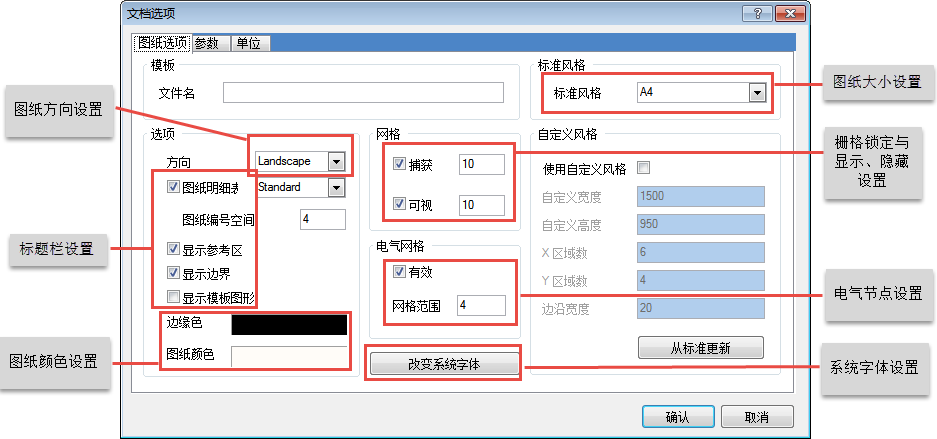 文档选项
图纸选项 参数 单位
模板
文件名
标准风格
标准风格 A4
图纸大小设置
图纸方向设置
选项
方向 Landscape
图纸明细表 Standard
图纸编号空间 4
显示参考区
显示边界
显示模板图形
边缘色
图纸颜色
标题栏设置
图纸颜色设置
网格
捕获 10
可视 10
电气网格
有效
网格范围 4
改变系统字体
自定义风格
使用自定义风格
自定义宽度 1500
自定义高度 950
X 区域数 6
Y 区域数 4
边沿宽度 20
从标准更新
栅格锁定与
显示、隐藏
设置
电气节点设置
系统字体设置
确认 取消